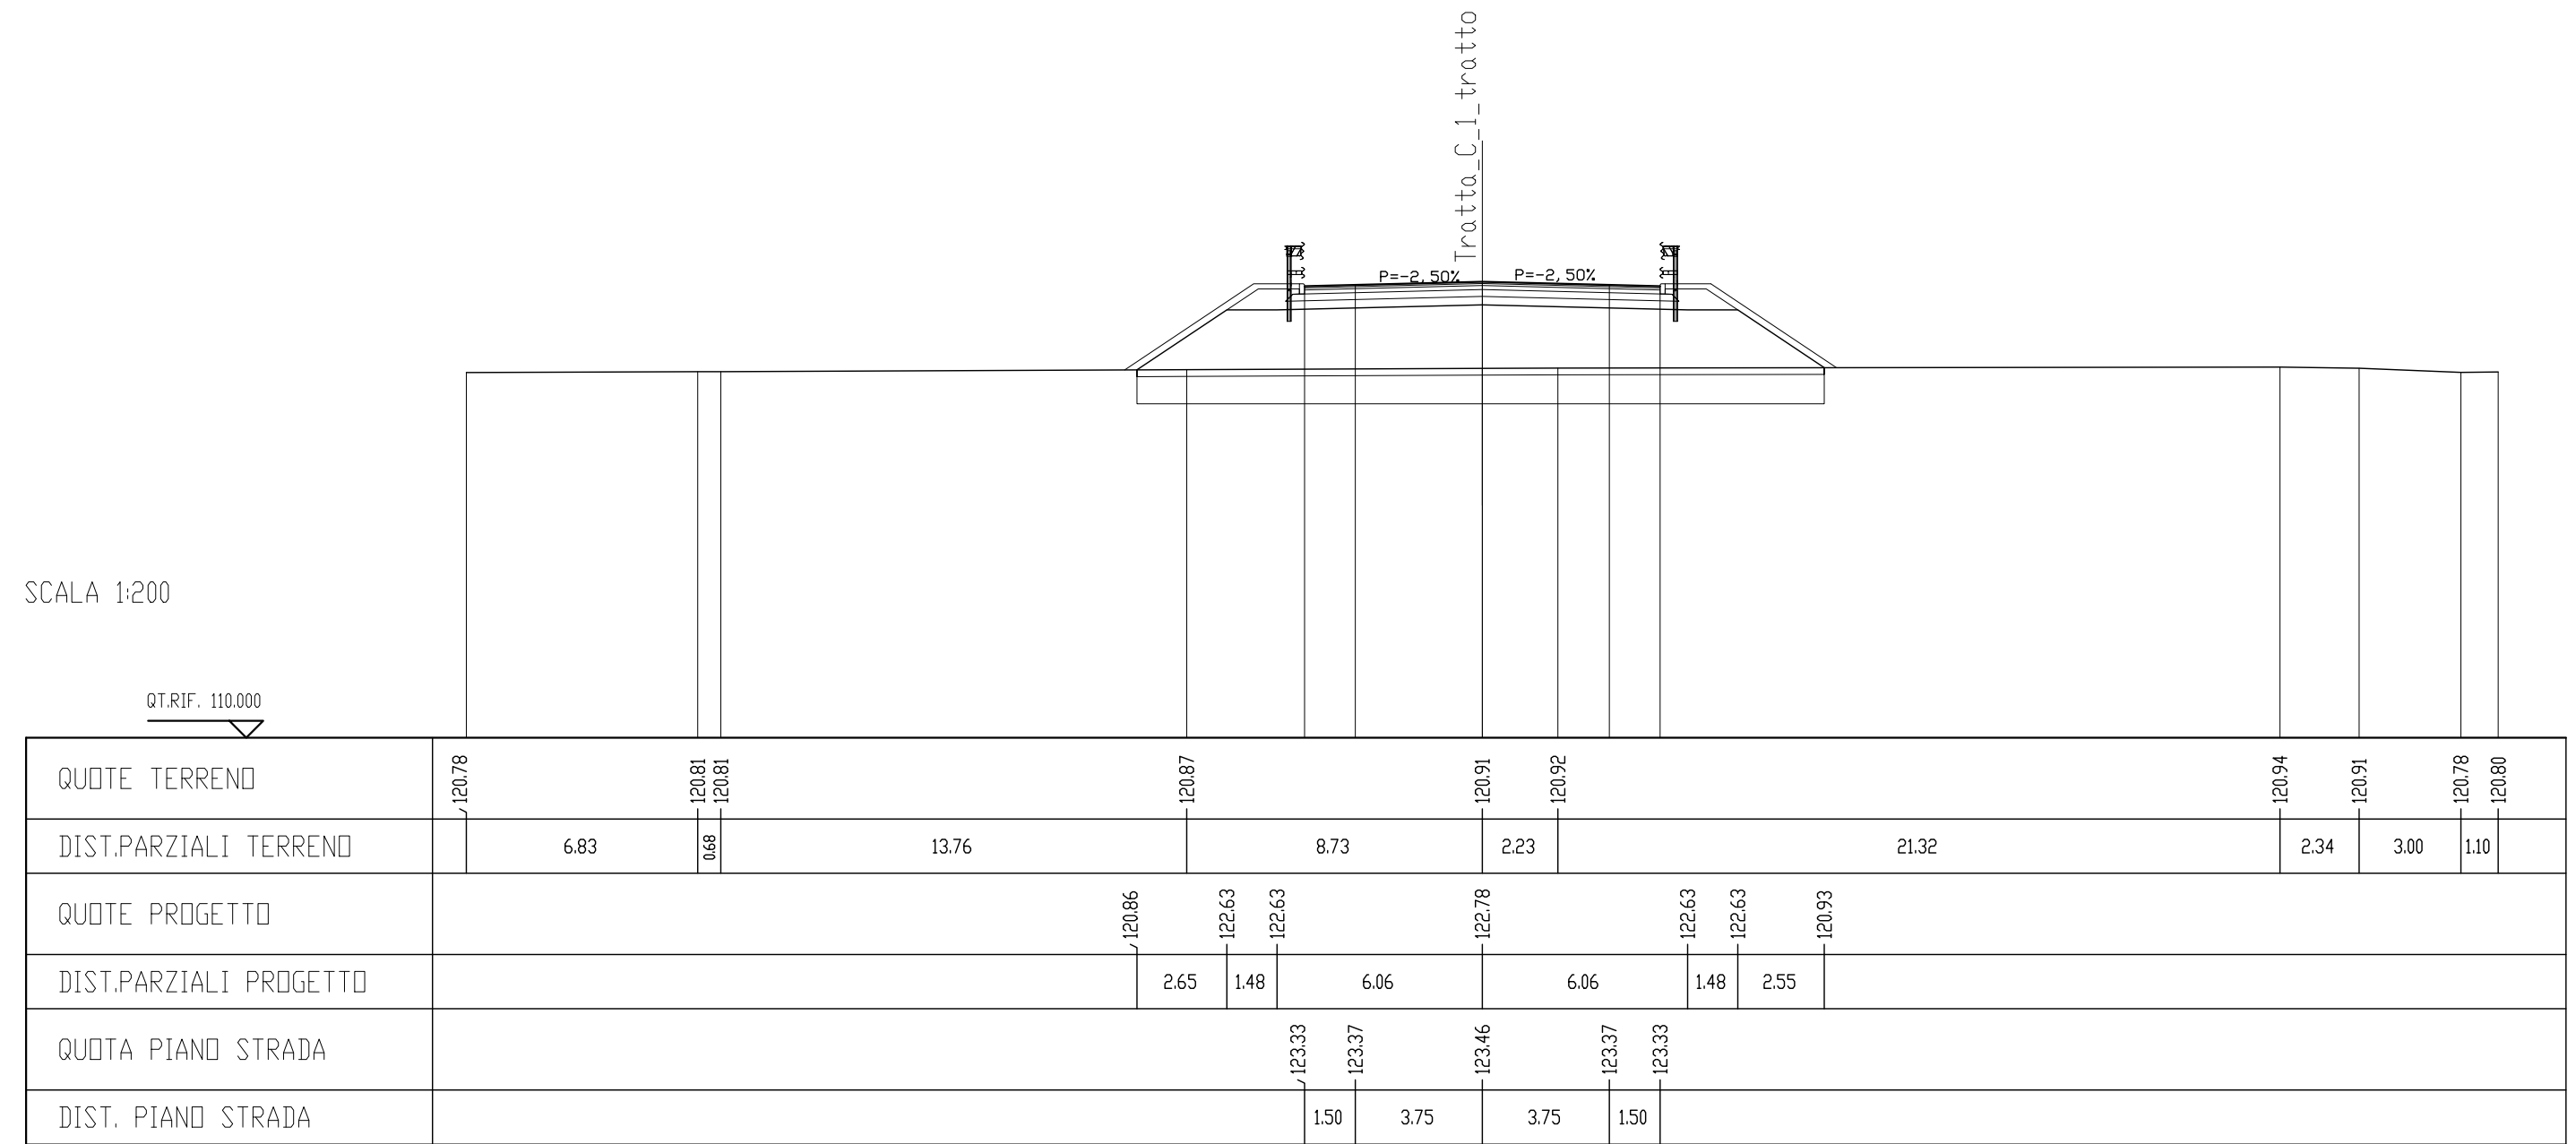 Tratta_C_1_tratto
P=-2,50% P=-2,50%
SCALA 1:200
QT.RIF. 110.000
QUOTE TERRENO 120.78 120.81 120.81 120.87 120.91 120.92 120.94 120.91 120.78 120.80
DIST.PARZIALI TERRENO 6.83 0.68 13.76 8.73 2.23 21.32 2.34 3.00 1.10
QUOTE PROGETTO 120.86 122.63 122.63 122.78 122.63 122.63 120.93
DIST.PARZIALI PROGETTO 2.65 1.48 6.06 6.06 1.48 2.55
QUOTA PIANO STRADA 123.33 123.37 123.46 123.37 123.33
DIST. PIANO STRADA 1.50 3.75 3.75 1.50